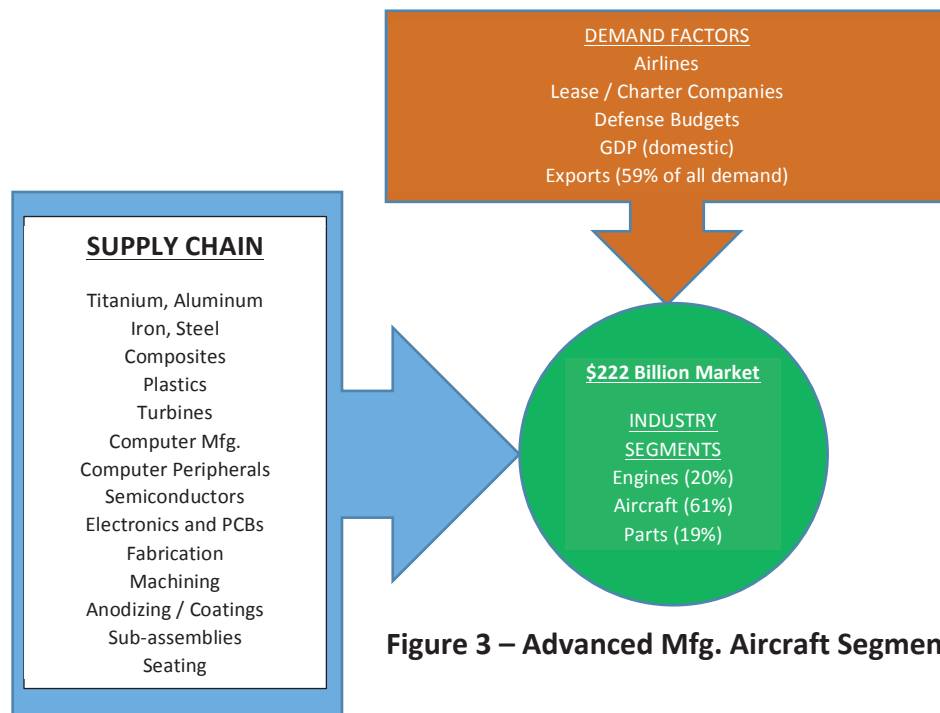 DEMAND FACTORS
Airlines
Lease / Charter Companies
Defense Budgets
GDP (domestic)
Exports (59% of all demand)
SUPPLY CHAIN
Titanium, Aluminum
Iron, Steel
Composites
Plastics
Turbines
Computer Mfg.
Computer Peripherals
Semiconductors
Electronics and PCBs
Fabrication
Machining
Anodizing / Coatings
Sub-assemblies
Seating
$222 Billion Market
INDUSTRY
SEGMENTS
Engines (20%)
Aircraft (61%)
Parts (19%)
Figure 3 – Advanced Mfg. Aircraft Segmen